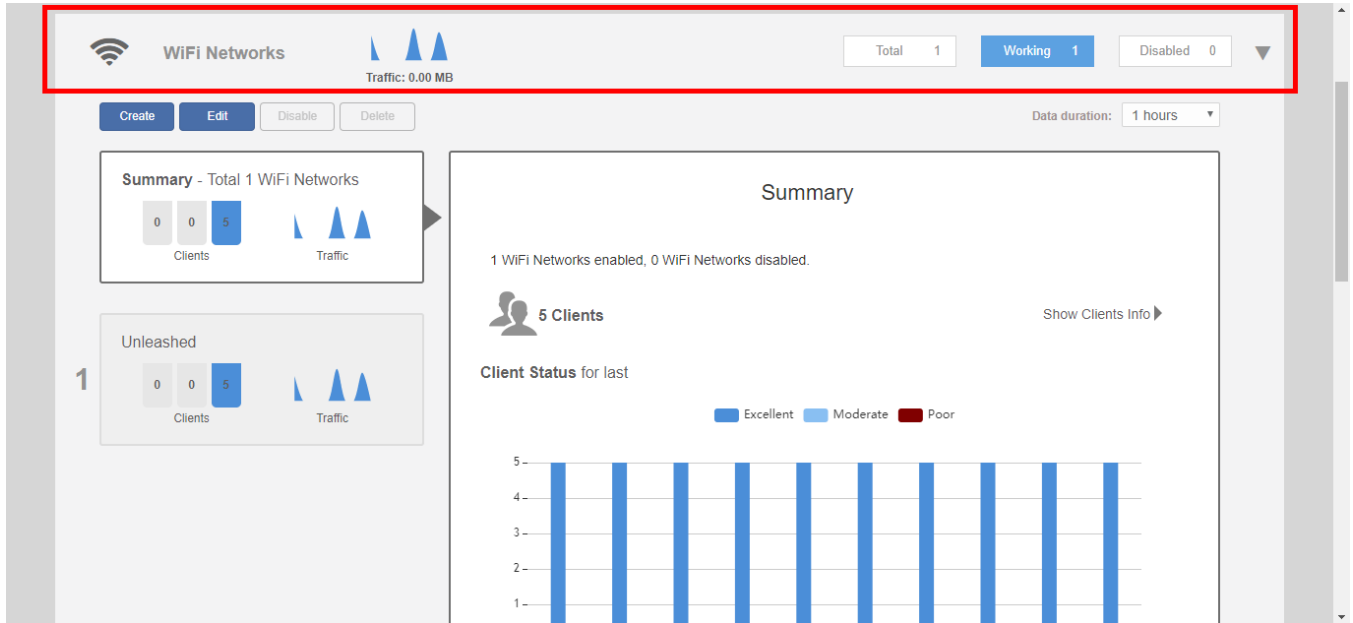 WiFi Networks
Traffic: 0.00 MB
Total 1
Working 1
Disabled 0
Create Edit Disable Delete
Data duration: 1 hours
Summary - Total 1 WiFi Networks
0 0 5
Clients Traffic
1
Unleashed
0 0 5
Clients Traffic
Summary
1 WiFi Networks enabled, 0 WiFi Networks disabled.
5 Clients
Show Clients Info
Client Status for last
Excellent Moderate Poor
5
4
3
2
1